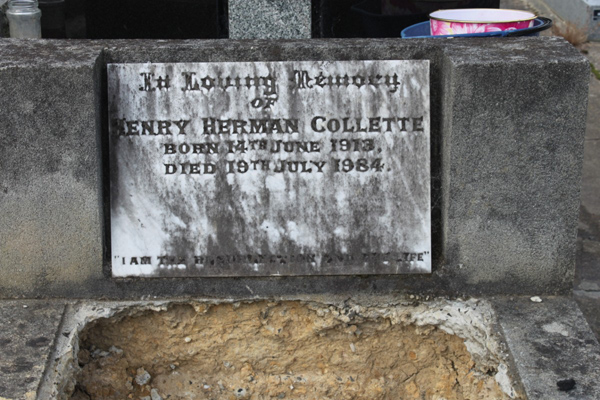 In Loving Memory
OF
HENRY HERMAN COLLETTE
BORN 14TH JUNE 1913.
DIED 19TH JULY 1984.
"I AM THE RESURRECTION AND THE LIFE"